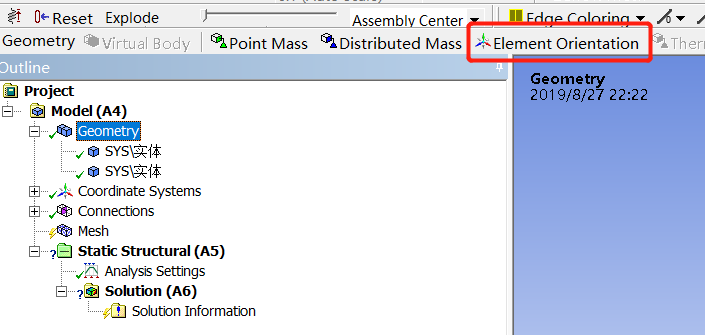 Reset Explode Assembly Center Edge Coloring
Geometry Virtual Body Point Mass Distributed Mass Element Orientation Ther
Outline
Project
Model (A4)
Geometry
SYS\实体
SYS\实体
Coordinate Systems
Connections
Mesh
Static Structural (A5)
Analysis Settings
Solution (A6)
Solution Information
Geometry
2019/8/27 22:22